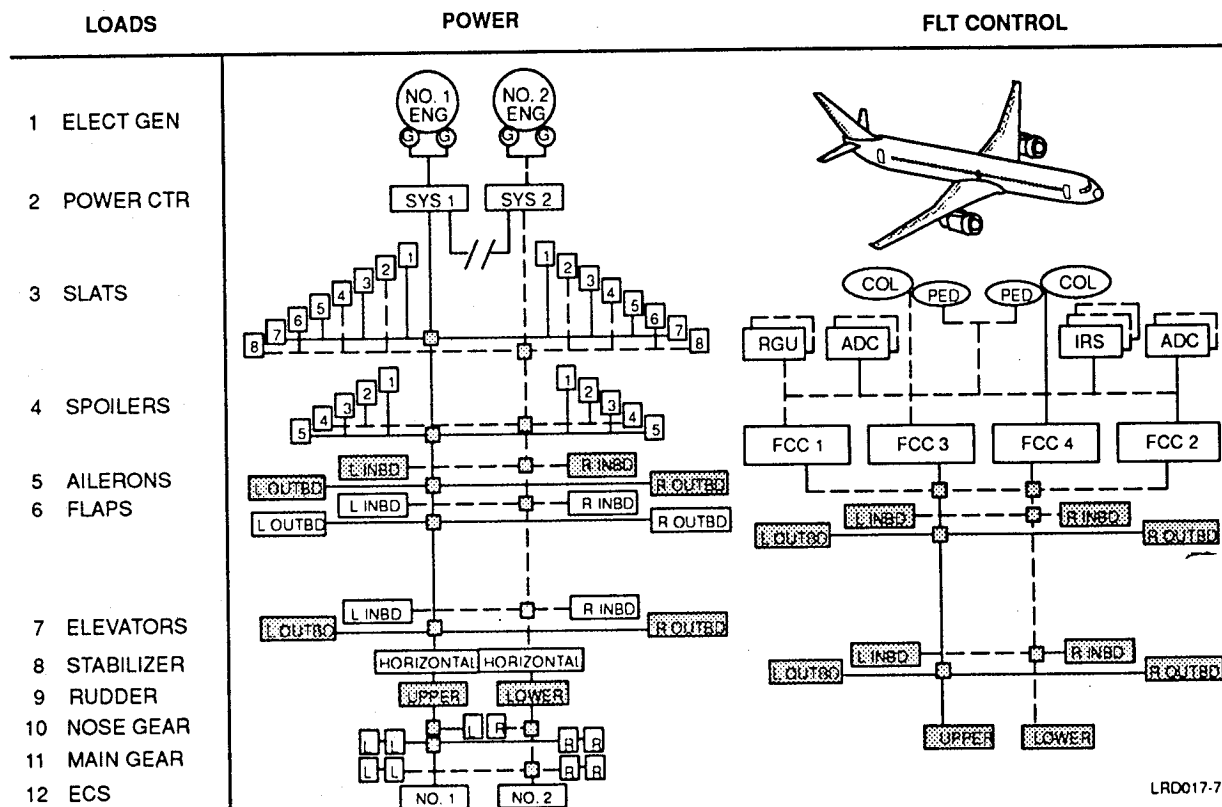 LOADS POWER FLT CONTROL
1 ELECT GEN
NO. 1 ENG
NO. 2 ENG
G G G G
2 POWER CTR
SYS 1 SYS 2
3 SLATS
8 7 6 5 4 3 2 1
1 2 3 4 5 6 7 8
4 SPOILERS
5 4 3 2 1
1 2 3 4 5
5 AILERONS
L INBD R INBD
L OUTBD R OUTBD
6 FLAPS
L INBD R INBD
L OUTBD R OUTBD
7 ELEVATORS
L INBD R INBD
L OUTBD R OUTBD
8 STABILIZER
HORIZONTAL HORIZONTAL
9 RUDDER
UPPER LOWER
10 NOSE GEAR
L R
11 MAIN GEAR
L L R R
L L R R
12 ECS
NO. 1 NO. 2
COL PED PED COL
RGU ADC IRS ADC
FCC 1 FCC 3 FCC 4 FCC 2
L INBD R INBD
L OUTBD R OUTBD
L INBD R INBD
L OUTBD R OUTBD
UPPER LOWER
LRD017-7